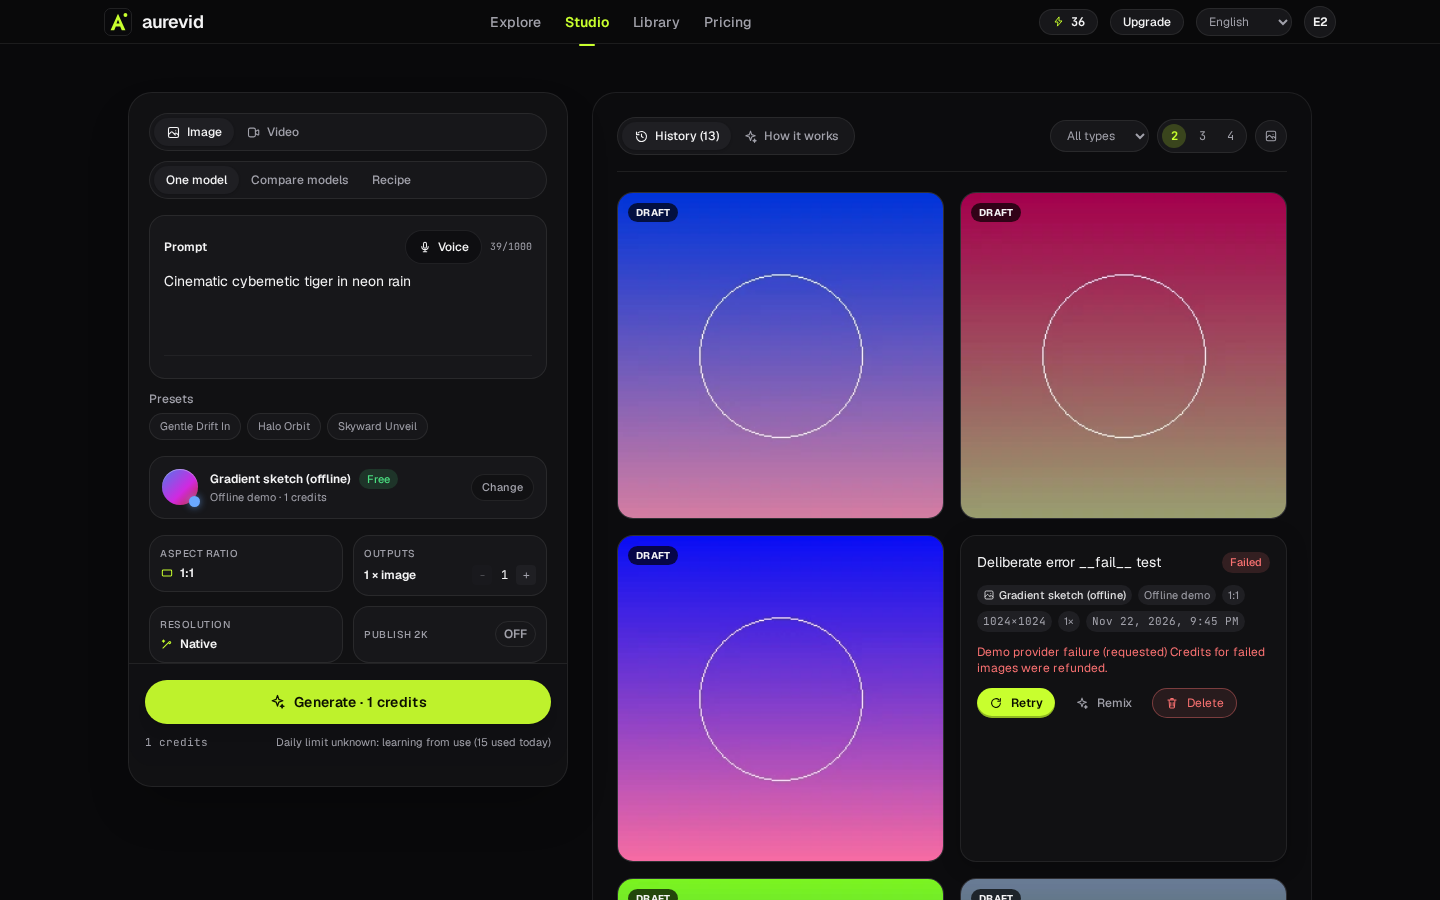 aurevid
Explore
Studio
Library
Pricing
36
Upgrade
English
E2
Image
Video
One model
Compare models
Recipe
Prompt
Voice
39/1000
Cinematic cybernetic tiger in neon rain
Presets
Gentle Drift In
Halo Orbit
Skyward Unveil
Gradient sketch (offline)
Free
Offline demo · 1 credits
Change
ASPECT RATIO
1:1
OUTPUTS
1 × image
- 1 +
RESOLUTION
Native
PUBLISH 2K
OFF
Generate · 1 credits
1 credits
Daily limit unknown: learning from use (15 used today)
History (13)
How it works
All types
2 3 4
DRAFT
DRAFT
DRAFT
Deliberate error __fail__ test
Failed
Gradient sketch (offline)
Offline demo
1:1
1024×1024
1×
Nov 22, 2026, 9:45 PM
Demo provider failure (requested) Credits for failed
images were refunded.
Retry
Remix
Delete
DRAFT
DRAFT